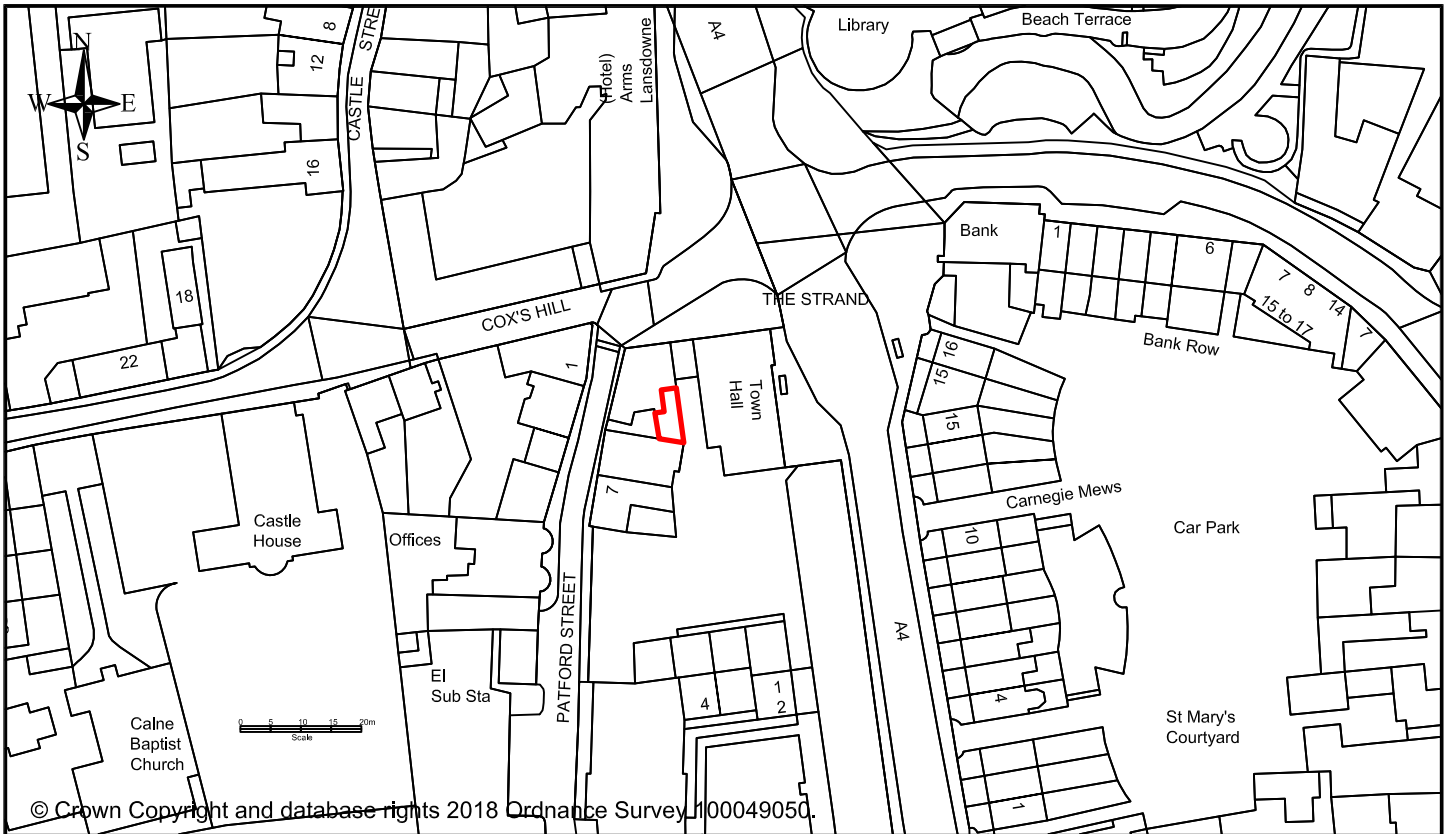 8
STRE
CASTLE
A4
Library
Beach Terrace
N
W
E
S
12
(Hotel)
Arms
Lansdowne
16
Bank
1
6
7
8
14
15 to 17
7
18
THE STRAND
COX'S HILL
Bank Row
22
1
16
15
Town
Hall
15
7
Carnegie Mews
Castle
House
Offices
10
Car Park
PATFORD STREET
A4
El
Sub Sta
4
1
2
4
St Mary's
Courtyard
Calne
Baptist
Church
0 5 10 15 20m
Scale
1
© Crown Copyright and database rights 2018 Ordnance Survey 100049050.